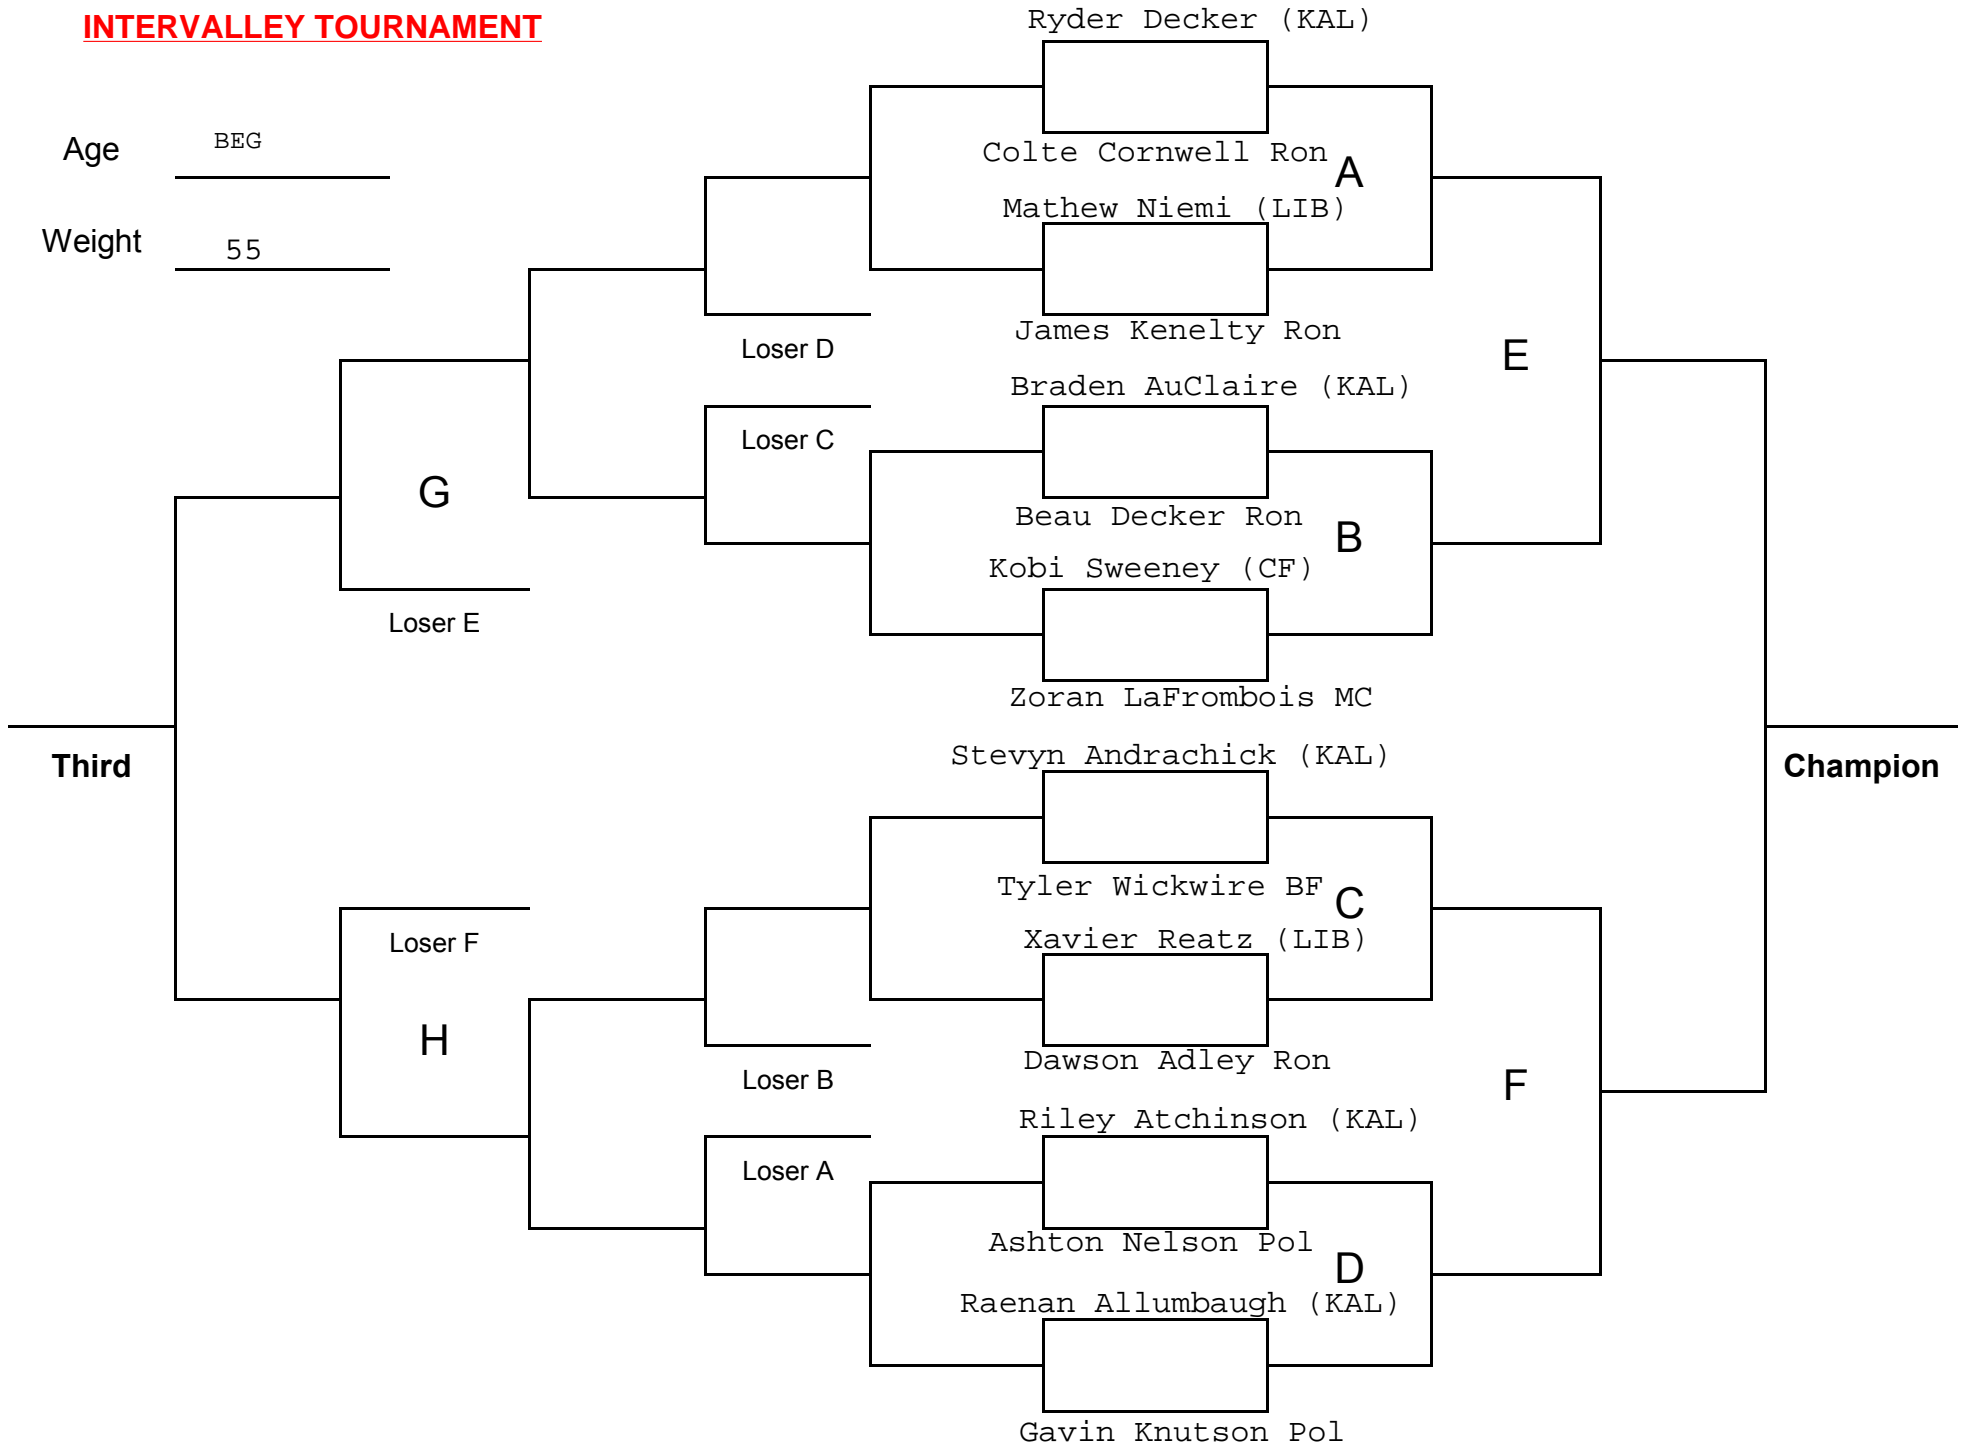 INTERVALLEY TOURNAMENT
Ryder Decker (KAL)
Age BEG
Colte Cornwell Ron
A
Mathew Niemi (LIB)
Weight 55
James Kenelty Ron
Loser D
E
Braden AuClaire (KAL)
Loser C
G
Beau Decker Ron
B
Kobi Sweeney (CF)
Loser E
Zoran LaFrombois MC
Third
Stevyn Andrachick (KAL)
Champion
Tyler Wickwire BF
C
Loser F
Xavier Reatz (LIB)
H
Dawson Adley Ron
Loser B
F
Riley Atchinson (KAL)
Loser A
Ashton Nelson Pol
D
Raenan Allumbaugh (KAL)
Gavin Knutson Pol